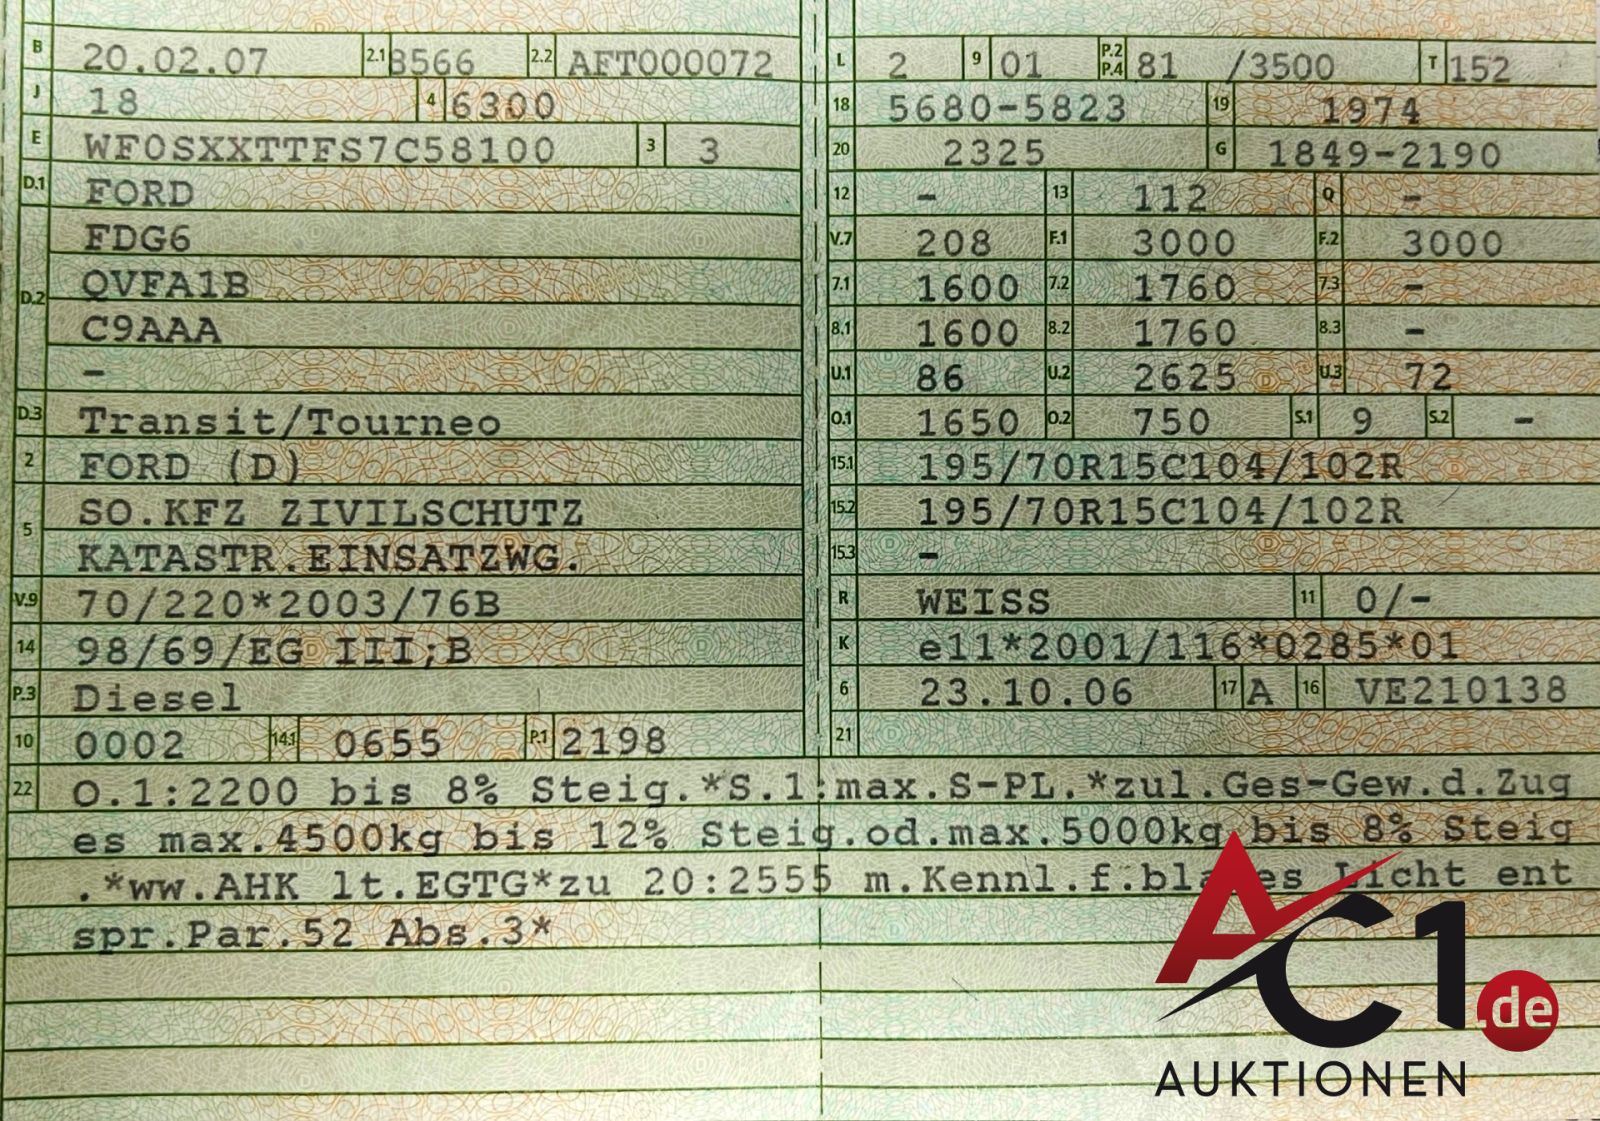 B 20.02.07 2.1 8566 2.2 AFT000072
J 18 4 6300
E WF0SXXTTFS7C58100 3 3
D.1 FORD
FDG6
D.2 QVFA1B
C9AAA
-
D.3 Transit/Tourneo
2 FORD (D)
5 SO.KFZ ZIVILSCHUTZ
KATASTR.EINSATZWG.
V.9 70/220*2003/76B
14 98/69/EG III;B
P.3 Diesel
10 0002 14.1 0655 P.1 2198
L 2 9 01 P.2 P.4 81 /3500 T 152
18 5680-5823 19 1974
20 2325 G 1849-2190
12 - 13 112 Q -
V.7 208 F.1 3000 F.2 3000
7.1 1600 7.2 1760 7.3 -
8.1 1600 8.2 1760 8.3 -
U.1 86 U.2 2625 U.3 72
O.1 1650 O.2 750 S.1 9 S.2 -
15.1 195/70R15C104/102R
15.2 195/70R15C104/102R
15.3 -
R WEISS 11 0/-
K e11*2001/116*0285*01
6 23.10.06 17 A 16 VE210138
21
22 O.1:2200 bis 8% Steig.*S.1:max.S-PL.*zul.Ges-Gew.d.Zug
es max.4500kg bis 12% Steig.od.max.5000kg bis 8% Steig
.*ww.AHK lt.EGTG*zu 20:2555 m.Kennl.f.blaues Licht ent
spr.Par.52 Abs.3*
AC1.de
AUKTIONEN